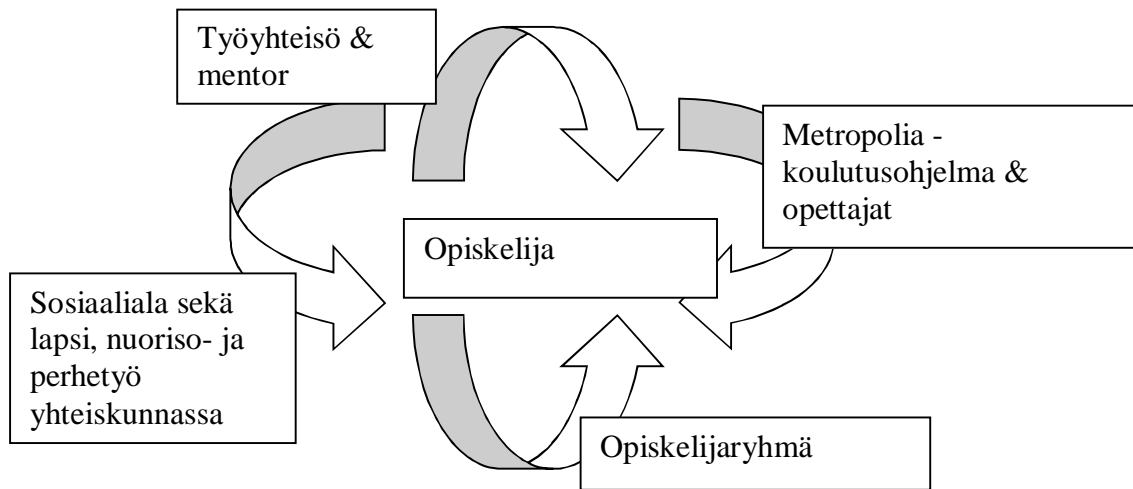 Työyhteisö &
mentor
Metropolia -
koulutusohjelma &
opettajat
Opiskelija
Sosiaaliala sekä
lapsi, nuoriso- ja
perhetyö
yhteiskunnassa
Opiskelijaryhmä